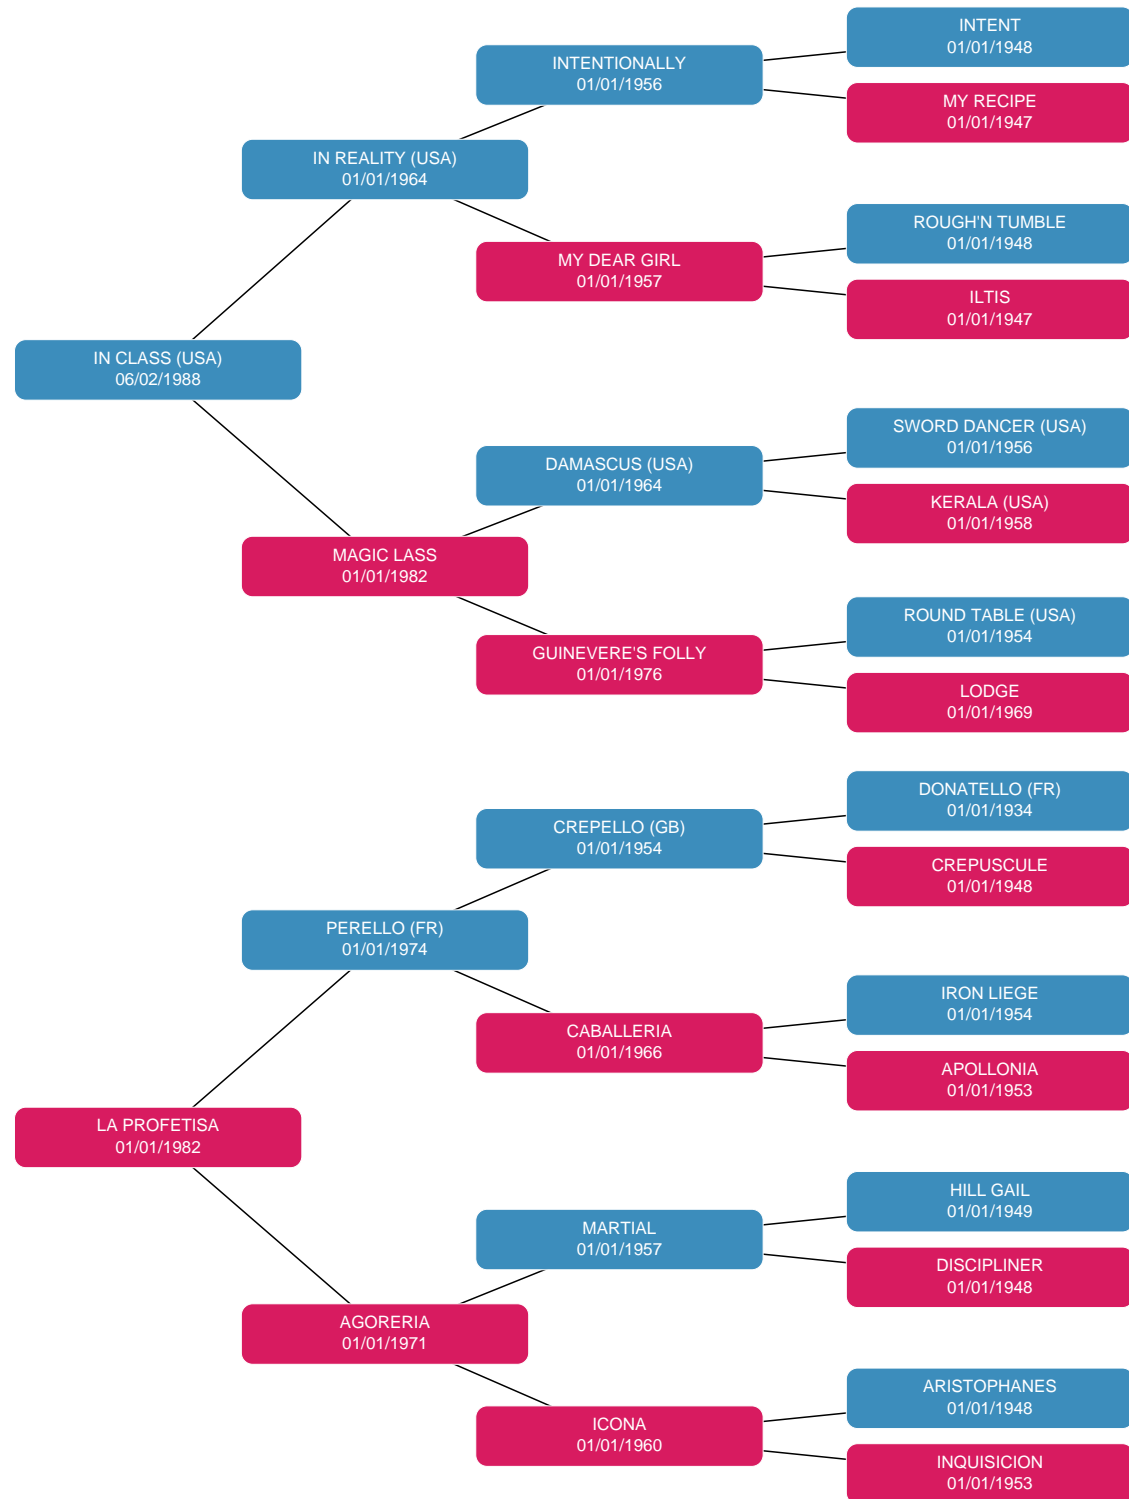 INTENT
01/01/1948
INTENTIONALLY
01/01/1956
MY RECIPE
01/01/1947
IN REALITY (USA)
01/01/1964
ROUGH'N TUMBLE
01/01/1948
MY DEAR GIRL
01/01/1957
ILTIS
01/01/1947
IN CLASS (USA)
06/02/1988
SWORD DANCER (USA)
01/01/1956
DAMASCUS (USA)
01/01/1964
KERALA (USA)
01/01/1958
MAGIC LASS
01/01/1982
ROUND TABLE (USA)
01/01/1954
GUINEVERE'S FOLLY
01/01/1976
LODGE
01/01/1969
DONATELLO (FR)
01/01/1934
CREPELLO (GB)
01/01/1954
CREPUSCULE
01/01/1948
PERELLO (FR)
01/01/1974
IRON LIEGE
01/01/1954
CABALLERIA
01/01/1966
APOLLONIA
01/01/1953
LA PROFETISA
01/01/1982
HILL GAIL
01/01/1949
MARTIAL
01/01/1957
DISCIPLINER
01/01/1948
AGORERIA
01/01/1971
ARISTOPHANES
01/01/1948
ICONA
01/01/1960
INQUISICION
01/01/1953